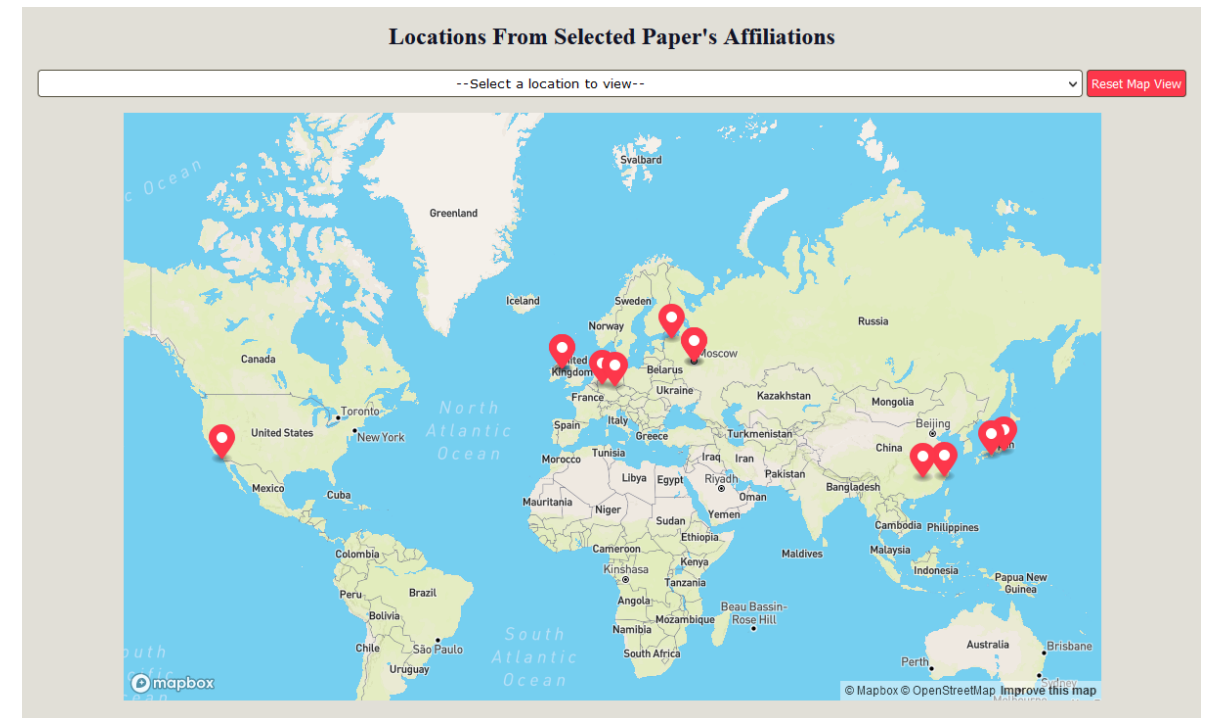 Locations From Selected Paper's Affiliations
--Select a location to view--
Reset Map View
Ocean
Svalbard
Greenland
Iceland
Sweden
Norway
Russia
Moscow
Canada
Kingdom
Belarus
Ukraine
France
Kazakhstan
Mongolia
Toronto
North
Atlantic
Ocean
New York
United States
Spain
Italy
Greece
Turkmenistan
Beijing
China
Morocco
Tunisia
Iraq
Iran
Pakistan
Mexico
Cuba
Libya
Egypt
Riyadh
Oman
Bangladesh
Mauritania
Niger
Sudan
Yemen
Ethiopia
Cambodia
Philippines
Colombia
Cameroon
Kenya
Maldives
Malaysia
Kinshasa
Tanzania
Indonesia
Papua New
Guinea
Peru
Brazil
Angola
Beau Bassin-
Rose Hill
Bolivia
Mozambique
Namibia
South
Atlantic
Ocean
Chile
São Paulo
South Africa
Australia
Brisbane
Perth
Uruguay
mapbox
© Mapbox © OpenStreetMap Improve this map